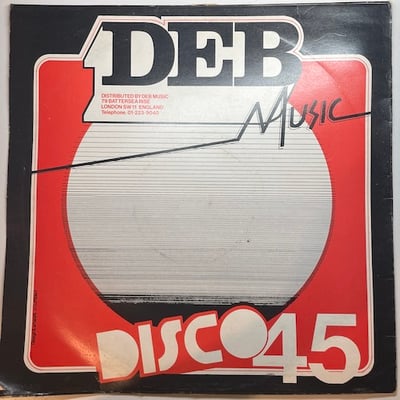 DEB
DISTRIBUTED BY DEB MUSIC
79 BATTERSEA RISE
LONDON SW11 ENGLAND
Telephone: 01-223-9040
MUSIC
DISCO 45